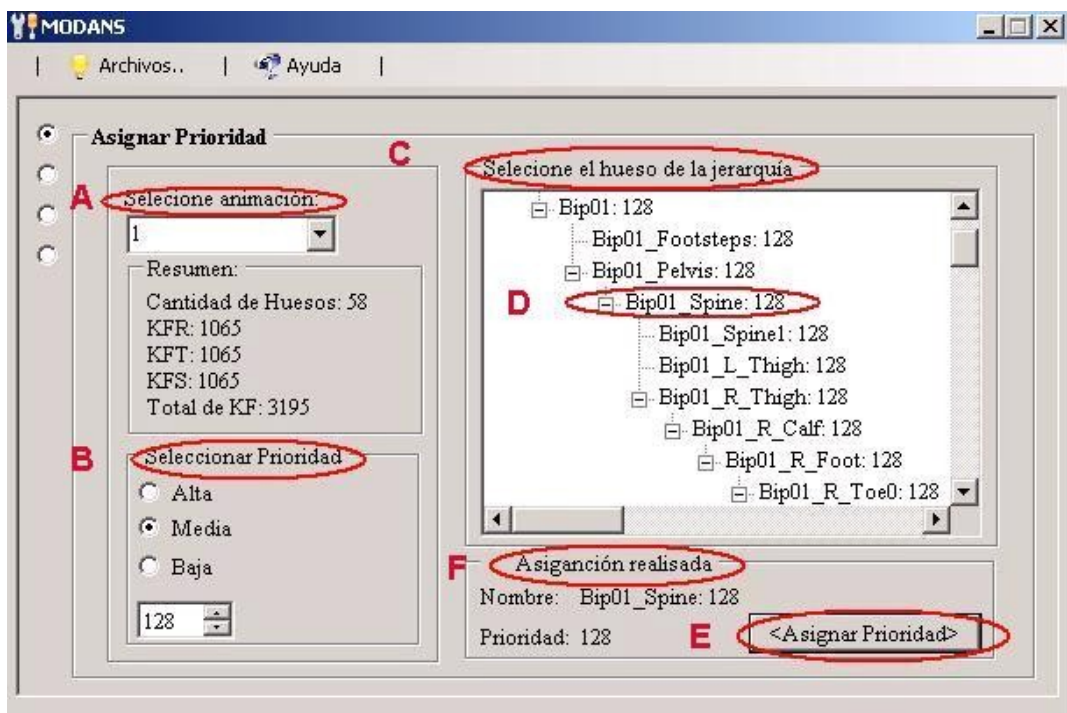 MODANS
| Archivos.. | Ayuda |
Asignar Prioridad
C
A
Selecione animación:
1
Resumen:
Cantidad de Huesos: 58
KFR: 1065
KFT: 1065
KFS: 1065
Total de KF: 3195
B
Seleccionar Prioridad
Alta
Media
Baja
128
Selecione el hueso de la jerarquía
Bip01: 128
Bip01_Footsteps: 128
Bip01_Pelvis: 128
D
Bip01_Spine: 128
Bip01_Spine1: 128
Bip01_L_Thigh: 128
Bip01_R_Thigh: 128
Bip01_R_Calf: 128
Bip01_R_Foot: 128
Bip01_R_Toe0: 128
F
Asiganción realisada
Nombre: Bip01_Spine: 128
Prioridad: 128
E
<Asignar Prioridad>